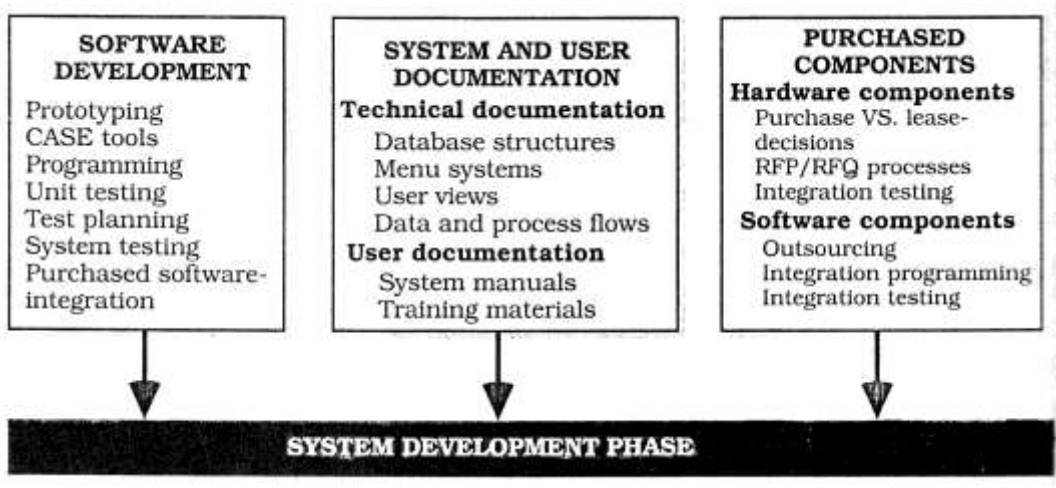 SOFTWARE
DEVELOPMENT
Prototyping
CASE tools
Programming
Unit testing
Test planning
System testing
Purchased software-
integration
SYSTEM AND USER
DOCUMENTATION
Technical documentation
Database structures
Menu systems
User views
Data and process flows
User documentation
System manuals
Training materials
PURCHASED
COMPONENTS
Hardware components
Purchase VS. lease-
decisions
RFP/RFQ processes
Integration testing
Software components
Outsourcing
Integration programming
Integration testing
SYSTEM DEVELOPMENT PHASE